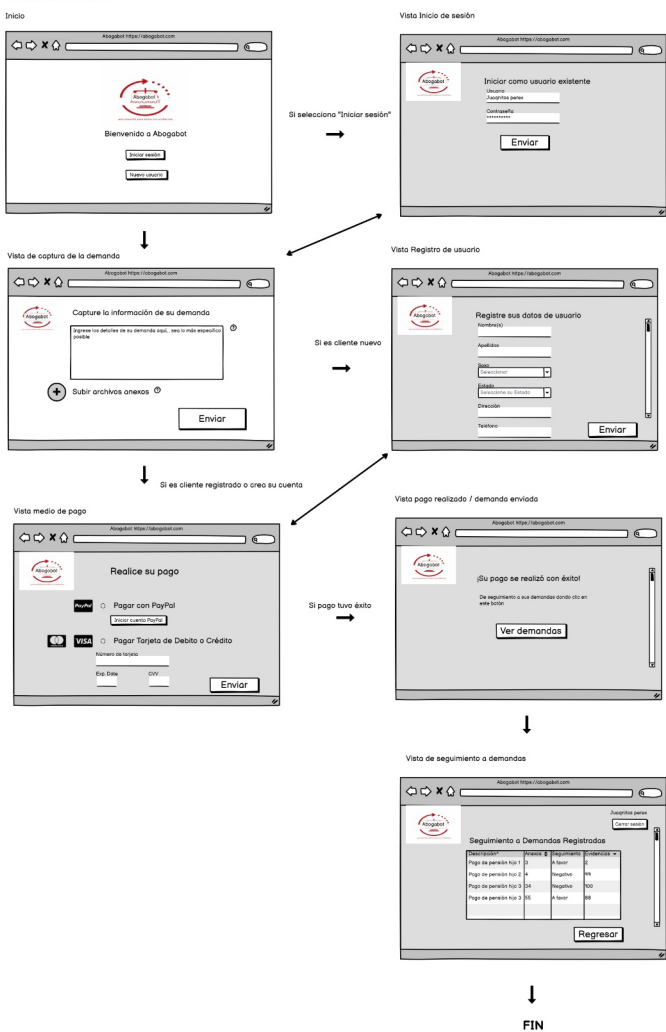 Inicio
Abogabot https://abogabot.com
Abogabot
Bienvenido a Abogabot
Iniciar sesión
Nuevo usuario
Si selecciona "Iniciar sesión"
Vista Inicio de sesión
Abogabot https://abogabot.com
Abogabot
Iniciar como usuario existente
Usuario
Juaqnitos peres
Contraseña
**********
Enviar
Vista de captura de la demanda
Abogabot https://abogabot.com
Abogabot
Capture la información de su demanda
Ingrese los detalles de su demanda aquí, , sea lo más específico
posible
Subir archivos anexos
Enviar
Si es cliente nuevo
Vista Registro de usuario
Abogabot https://abogabot.com
Abogabot
Registre sus datos de usuario
Nombre(s)
Apellidos
Sexo
Seleccionar
Estado
Seleccione su Estado
Dirección
Teléfono
Enviar
Si es cliente registrado o crea su cuenta
Vista medio de pago
Abogabot https://abogabot.com
Abogabot
Realice su pago
PayPal
Pagar con PayPal
Iniciar cuenta PayPal
VISA
Pagar Tarjeta de Debito o Crédito
Número de tarjeta
Exp. Date CVV
Enviar
Si pago tuvo éxito
Vista pago realizado / demanda enviada
Abogabot https://abogabot.com
Abogabot
¡Su pago se realizó con éxito!
De seguimiento a sus demandas dando clic en
este botón
Ver demandas
Vista de seguimiento a demandas
Abogabot https://abogabot.com
Juaqnitos peres
Cerrar sesión
Abogabot
Seguimiento a Demandas Registradas
Descripción^ Anexos Seguimiento Evidencias
Pago de pensión hijo 1 3 A favor 2
Pago de pensión hijo 2 4 Negativo 99
Pago de pensión hijo 3 34 Negativo 100
Pago de pensión hijo 3 55 A favor 88
Regresar
FIN